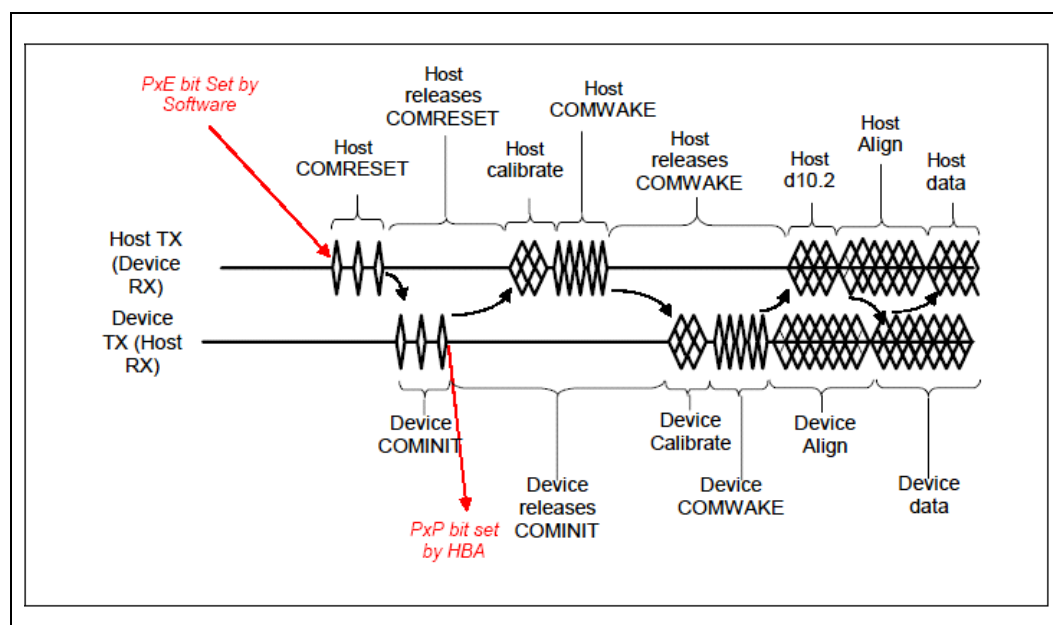 PxE bit Set by
Software
Host
COMRESET
Host
releases
COMRESET
Host
calibrate
Host
COMWAKE
Host
releases
COMWAKE
Host
d10.2
Host
Align
Host
data
Host TX
(Device
RX)
Device
TX (Host
RX)
Device
COMINIT
PxP bit set
by HBA
Device
releases
COMINIT
Device
Calibrate
Device
COMWAKE
Device
Align
Device
data